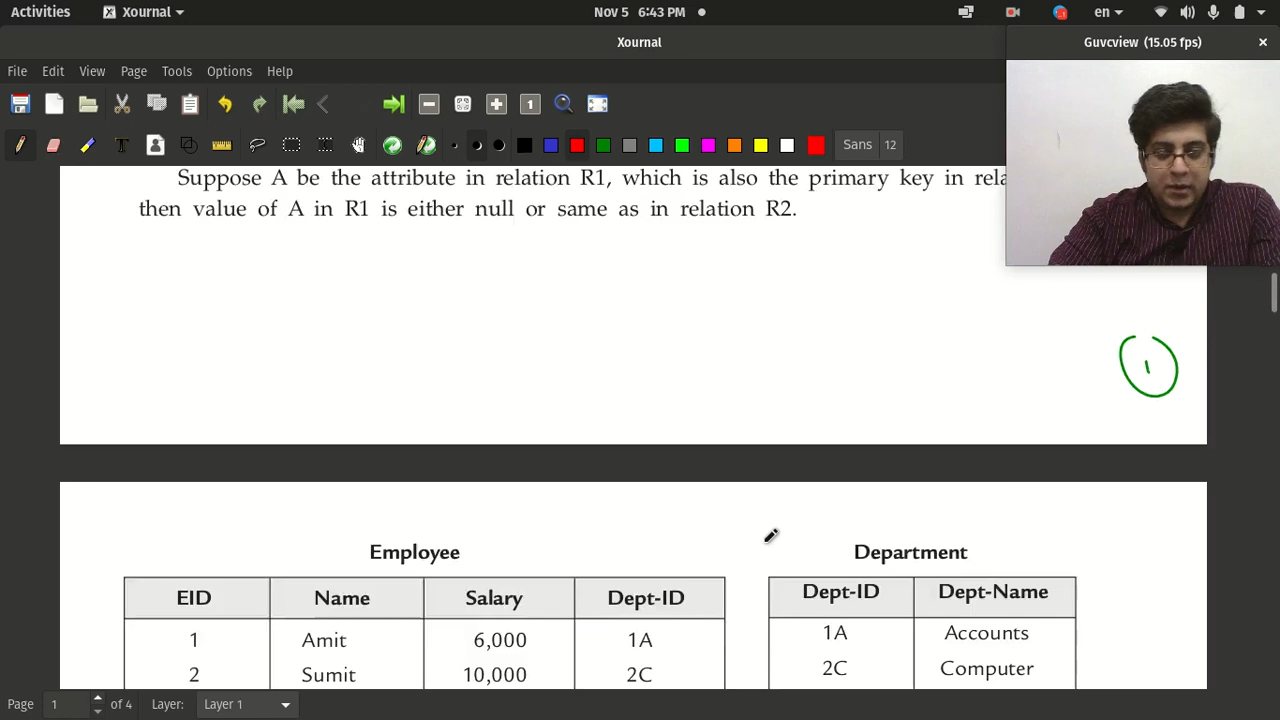 Activities Xournal Nov 5 6:43 PM en
Xournal
Guvcview (15.05 fps)
File Edit View Page Tools Options Help
1
Sans 12
Suppose A be the attribute in relation R1, which is also the primary key in
then value of A in R1 is either null or same as in relation R2.
1
Employee
Department
EID Name Salary Dept-ID
Dept-ID Dept-Name
1 Amit 6,000 1A
1A Accounts
2 Sumit 10,000 2C
2C Computer
Page 1 of 4 Layer: Layer 1